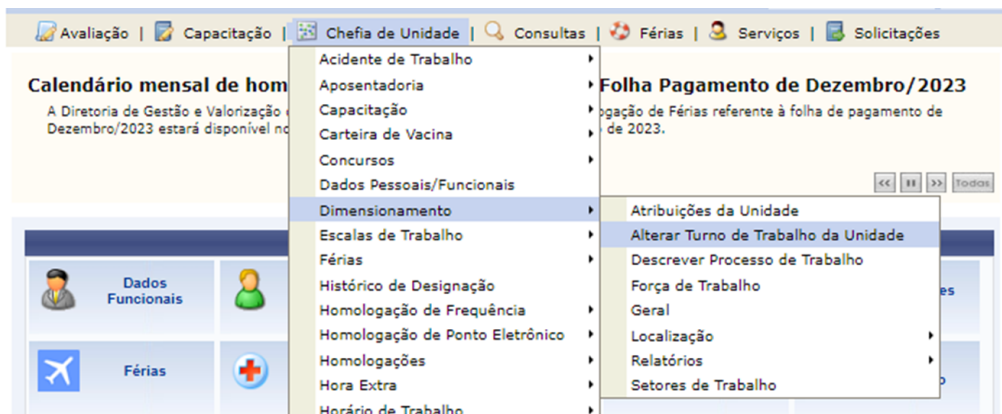 Avaliação | Capacitação | Chefia de Unidade | Consultas | Férias | Serviços | Solicitações
Calendário mensal de hom
Folha Pagamento de Dezembro/2023
A Diretoria de Gestão e Valorização
ogação de Férias referente à folha de pagamento de
Dezembro/2023 estará disponível no
de 2023.
<< >> Todas
Acidente de Trabalho
Aposentadoria
Capacitação
Carteira de Vacina
Concursos
Dados Pessoais/Funcionais
Dimensionamento
Escalas de Trabalho
Férias
Histórico de Designação
Homologação de Frequência
Homologação de Ponto Eletrônico
Homologações
Hora Extra
Horário de Trabalho
Atribuições da Unidade
Alterar Turno de Trabalho da Unidade
Descrever Processo de Trabalho
Força de Trabalho
Geral
Localização
Relatórios
Setores de Trabalho
Dados
Funcionais
es
Férias